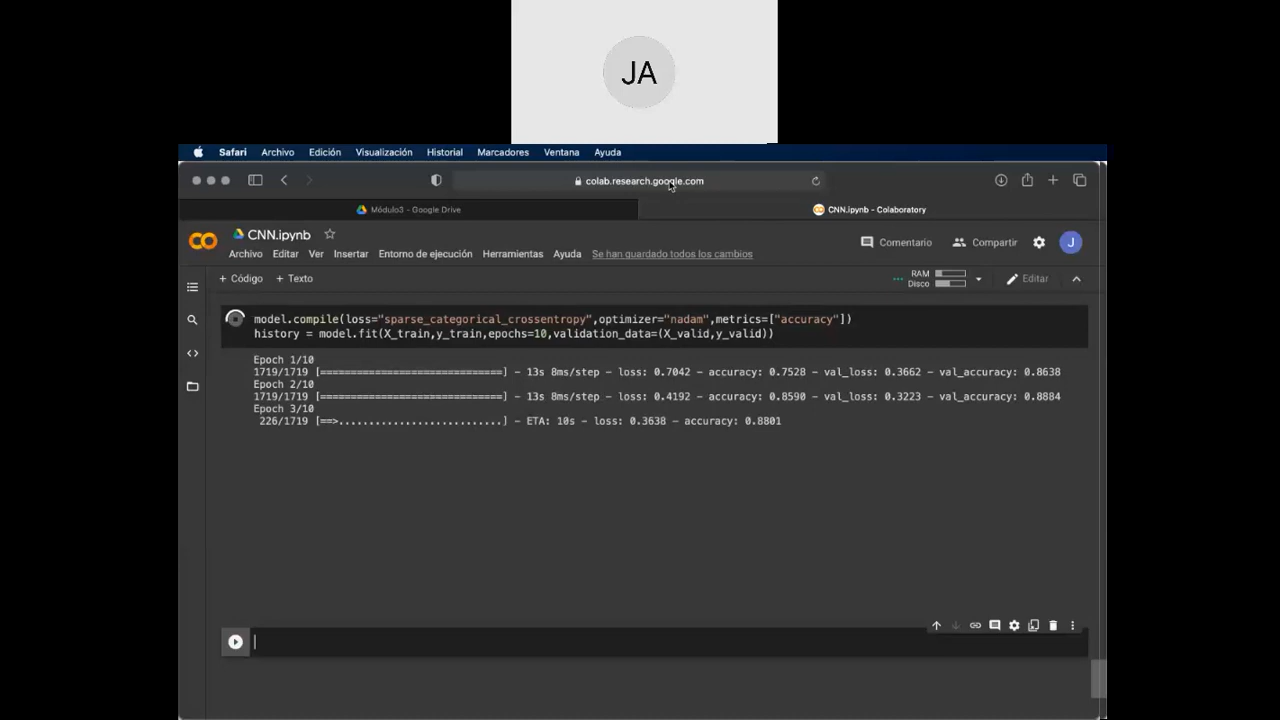 JA
Safari Archivo Edición Visualización Historial Marcadores Ventana Ayuda
colab.research.google.com
Módulo3 - Google Drive
CNN.ipynb - Colaboratory
CNN.ipynb
Comentario Compartir J
Archivo Editar Ver Insertar Entorno de ejecución Herramientas Ayuda Se han guardado todos los cambios
+ Código + Texto
RAM
Disco
Editar
model.compile(loss="sparse_categorical_crossentropy",optimizer="nadam",metrics=["accuracy"])
history = model.fit(X_train,y_train,epochs=10,validation_data=(X_valid,y_valid))
Epoch 1/10
1719/1719 [==============================] - 13s 8ms/step - loss: 0.7042 - accuracy: 0.7528 - val_loss: 0.3662 - val_accuracy: 0.8638
Epoch 2/10
1719/1719 [==============================] - 13s 8ms/step - loss: 0.4192 - accuracy: 0.8590 - val_loss: 0.3223 - val_accuracy: 0.8884
Epoch 3/10
226/1719 [==>...........................] - ETA: 10s - loss: 0.3638 - accuracy: 0.8801